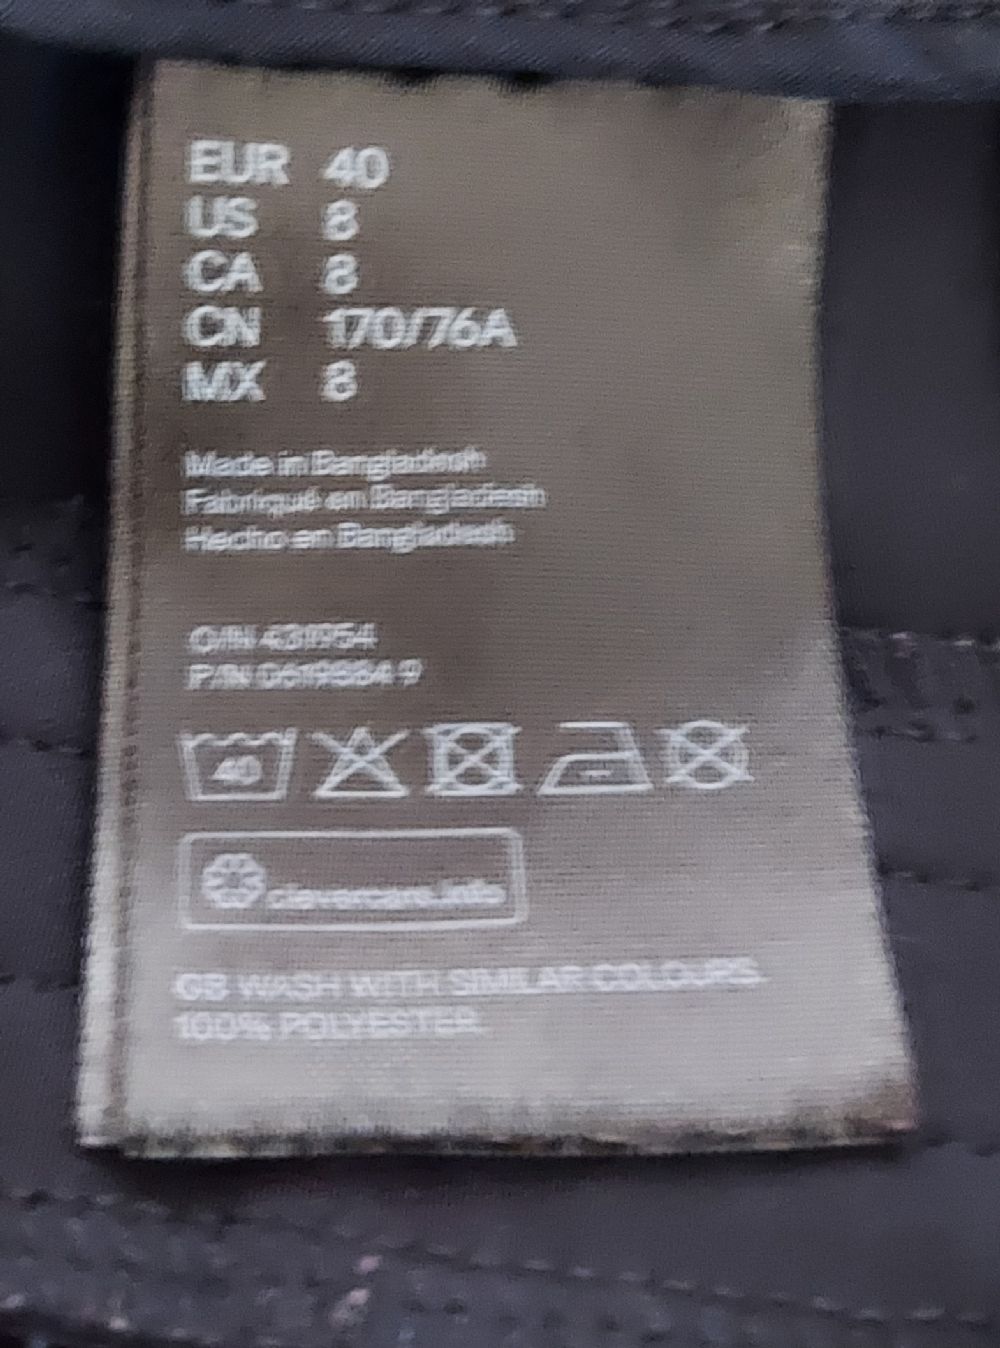 EUR 40
US 8
CA 8
CN 170/76A
MX 8
Made in Bangladesh
Fabriqué en Bangladesh
Hecho en Bangladesh
O/N 431954
P/N
40
clevercare.info
GB WASH WITH SIMILAR COLOURS.
100% POLYESTER